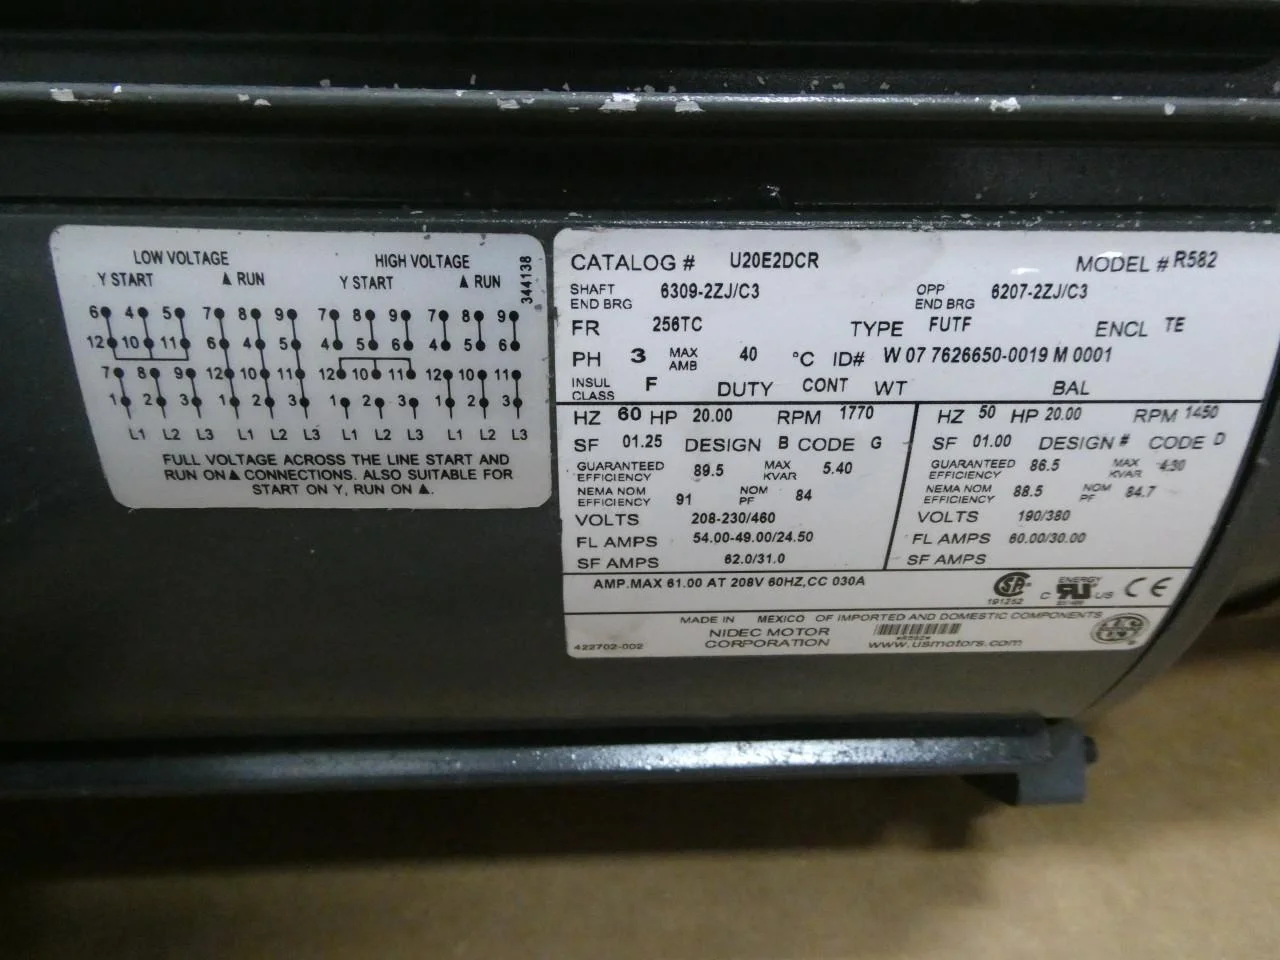 LOW VOLTAGE HIGH VOLTAGE
Y START ▲ RUN Y START ▲ RUN
344138
6 4 5 7 8 9 7 8 9 7 8 9
12 10 11 6 4 5 4 5 6 4 5 6
7 8 9 12 10 11 12 10 11 12 10 11
1 2 3 1 2 3 1 2 3 1 2 3
L1 L2 L3 L1 L2 L3 L1 L2 L3 L1 L2 L3
FULL VOLTAGE ACROSS THE LINE START AND
RUN ON ▲ CONNECTIONS. ALSO SUITABLE FOR
START ON Y, RUN ON ▲.
CATALOG # U20E2DCR MODEL # R582
SHAFT END BRG 6309-2ZJ/C3 OPP END BRG 6207-2ZJ/C3
FR 256TC TYPE FUTF ENCL TE
PH 3 MAX AMB 40 °C ID# W 07 7626650-0019 M 0001
INSUL CLASS F DUTY CONT WT BAL
HZ 60 HP 20.00 RPM 1770
SF 01.25 DESIGN B CODE G
GUARANTEED EFFICIENCY 89.5 MAX KVAR 5.40
NEMA NOM EFFICIENCY 91 NOM PF 84
VOLTS 208-230/460
FL AMPS 54.00-49.00/24.50
SF AMPS 62.0/31.0
HZ 50 HP 20.00 RPM 1450
SF 01.00 DESIGN # CODE D
GUARANTEED EFFICIENCY 86.5 MAX KVAR 4.30
NEMA NOM EFFICIENCY 88.5 NOM PF 84.7
VOLTS 190/380
FL AMPS 60.00/30.00
SF AMPS
AMP.MAX 61.00 AT 208V 60HZ,CC 030A
SA 191252 C ENERGY US CE
MADE IN MEXICO OF IMPORTED AND DOMESTIC COMPONENTS
NIDEC MOTOR
CORPORATION
*R582*
422702-002 www.usmotors.com